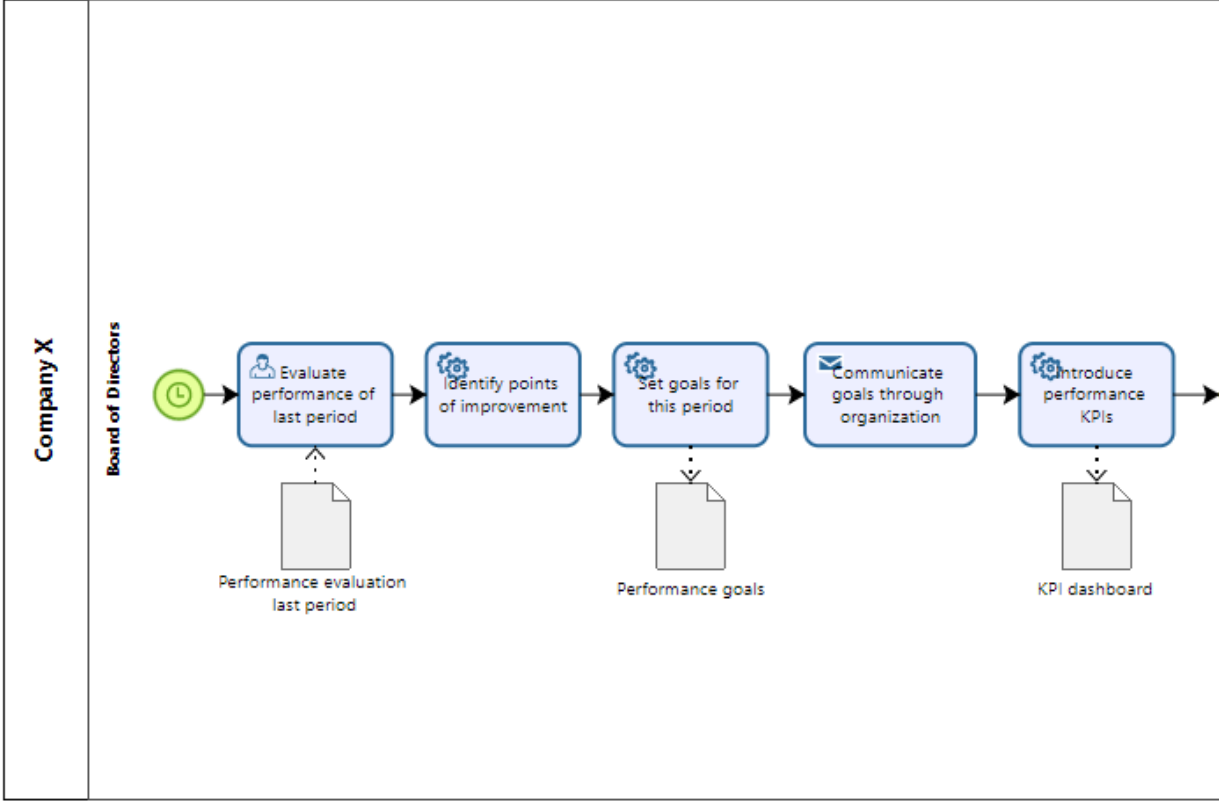 Company X
Board of Directors
Evaluate
performance of
last period
Identify points
of improvement
Set goals for
this period
Communicate
goals through
organization
Introduce
performance
KPIs
Performance evaluation
last period
Performance goals
KPI dashboard